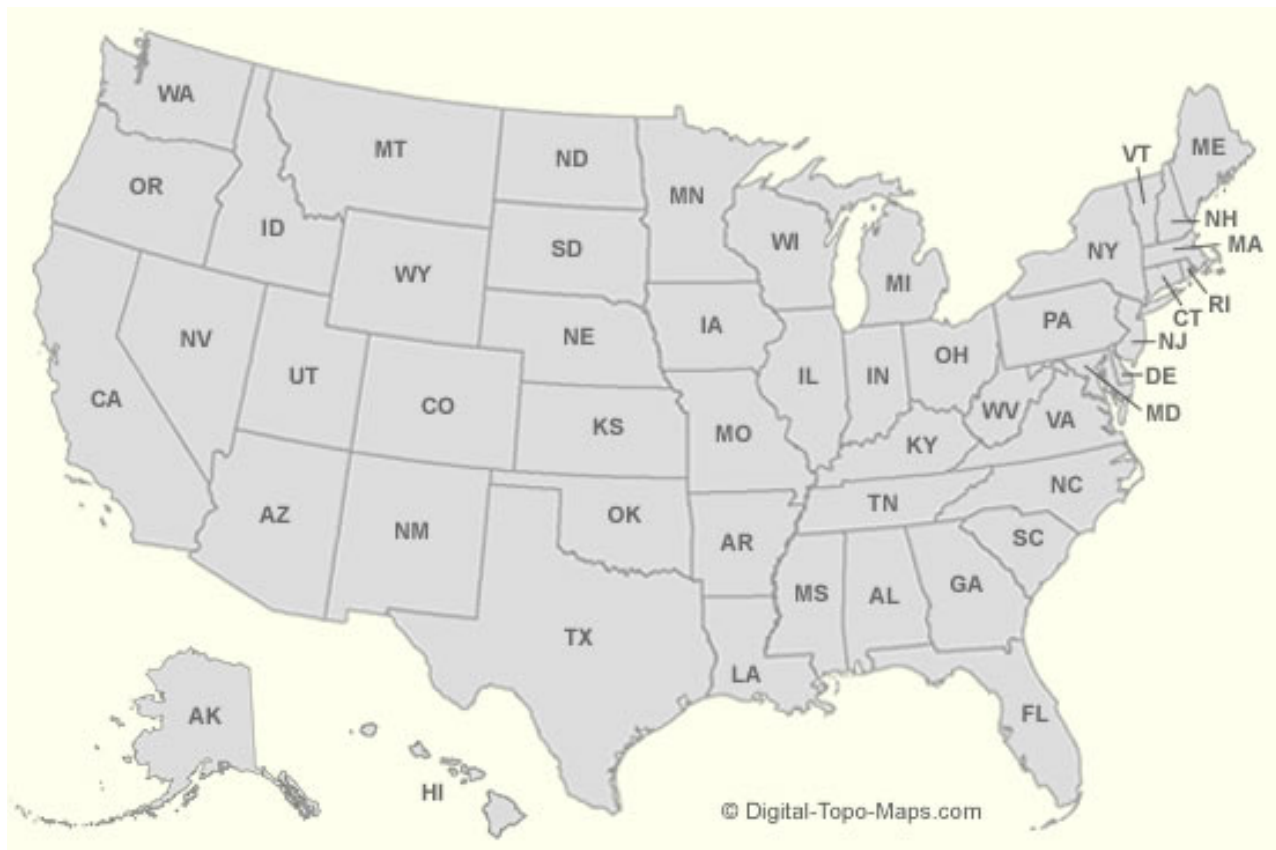 WA
MT
ND
MN
VT
ME
OR
ID
SD
WI
NY
NH
MA
WY
MI
RI
CT
NV
NE
IA
PA
NJ
UT
CO
IL
IN
OH
DE
CA
KS
MO
WV
VA
MD
KY
AZ
NM
OK
AR
TN
NC
SC
MS
AL
GA
TX
LA
FL
AK
HI
© Digital-Topo-Maps.com